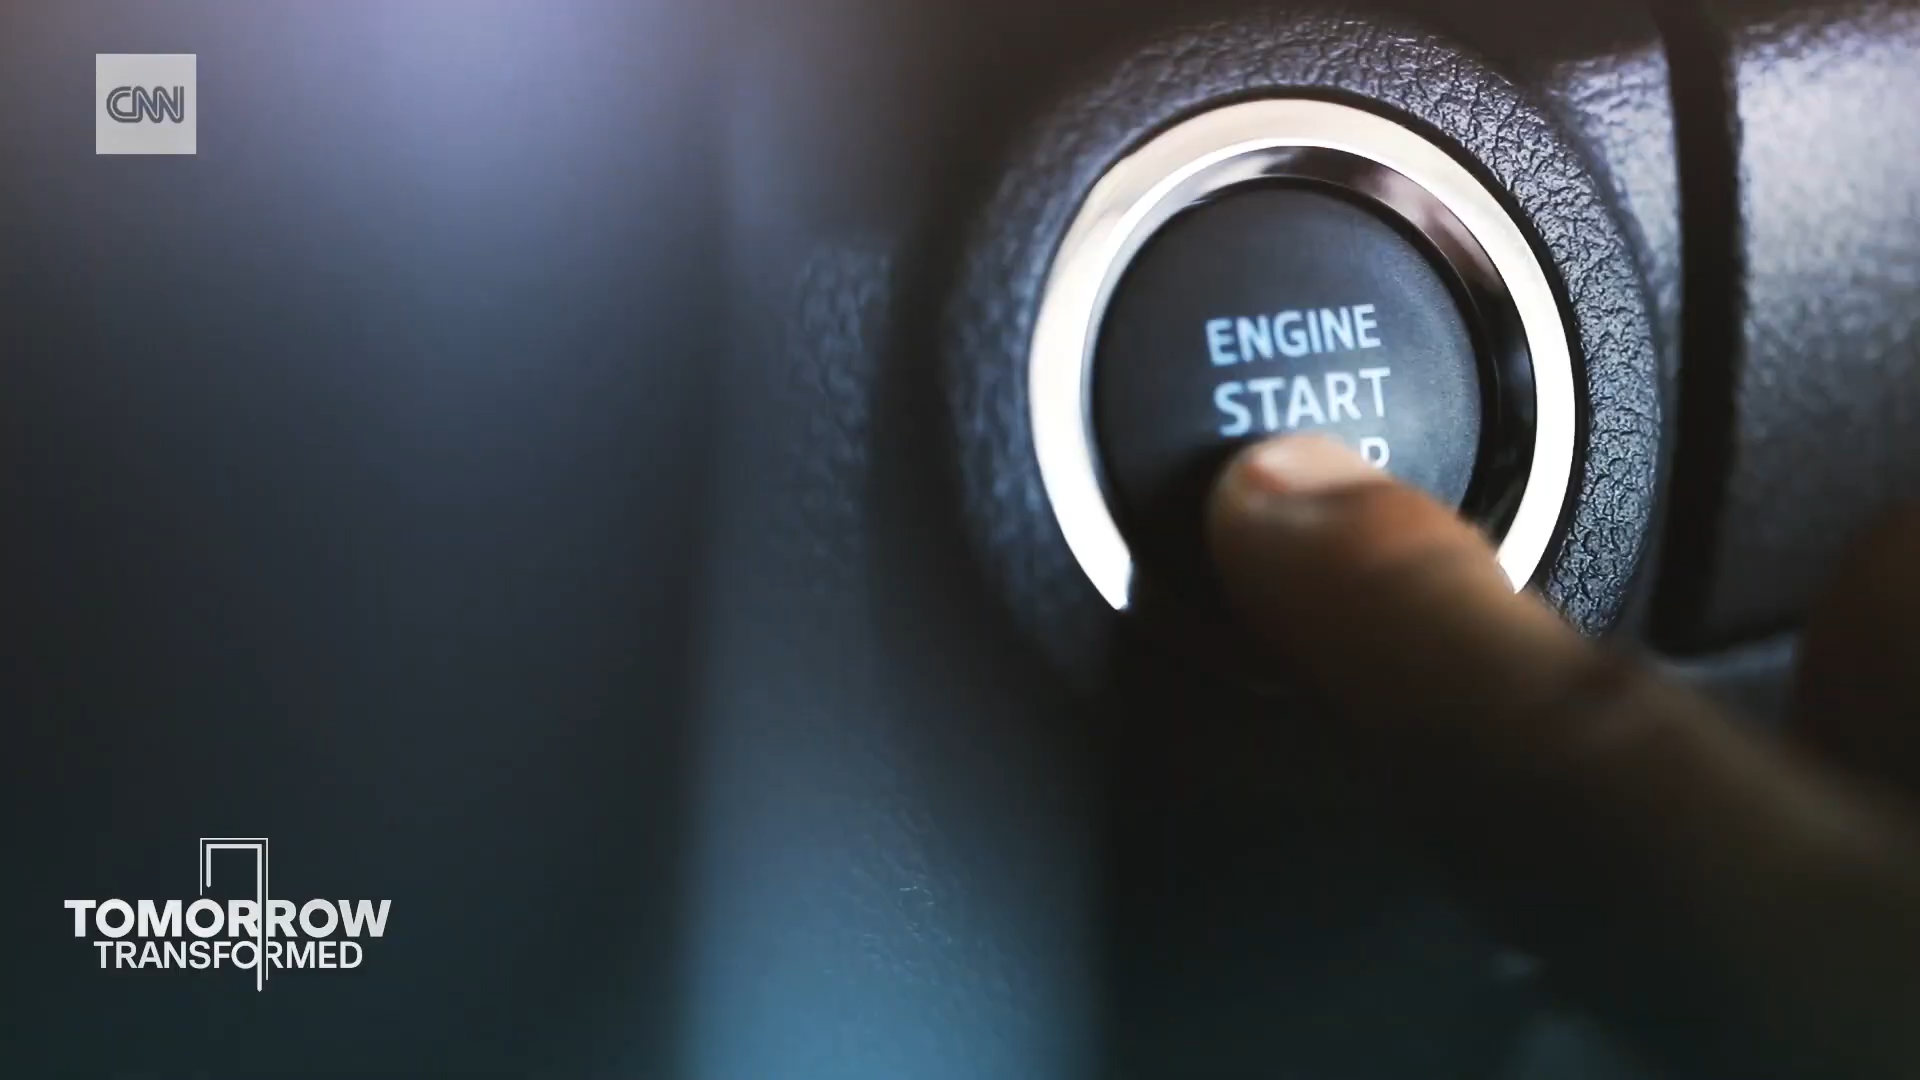 CNN
ENGINE
START
P
TOMORROW
TRANSFORMED